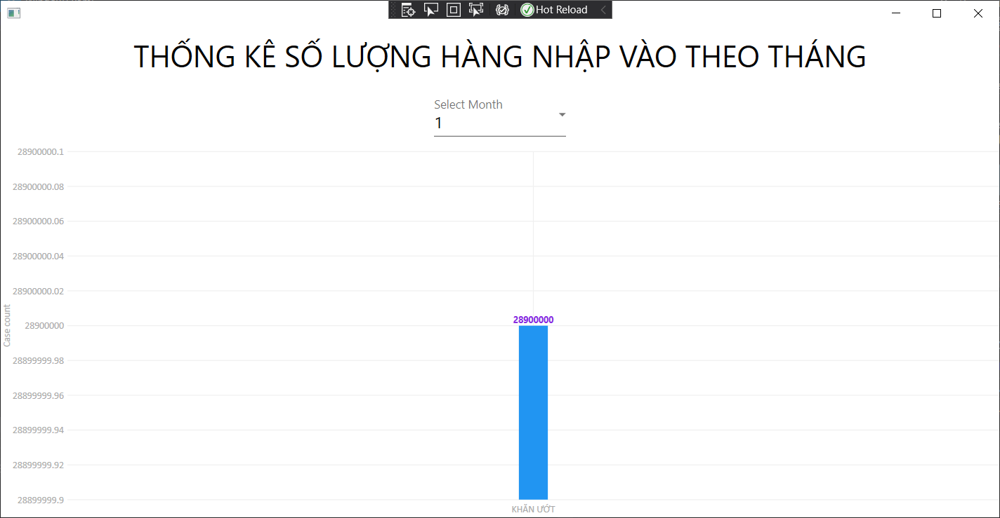 Hot Reload
THỐNG KÊ SỐ LƯỢNG HÀNG NHẬP VÀO THEO THÁNG
Select Month
1
28900000.1
28900000.08
28900000.06
28900000.04
28900000.02
28900000
28899999.98
28899999.96
28899999.94
28899999.92
28899999.9
Case count
28900000
KHĂN ƯỚT